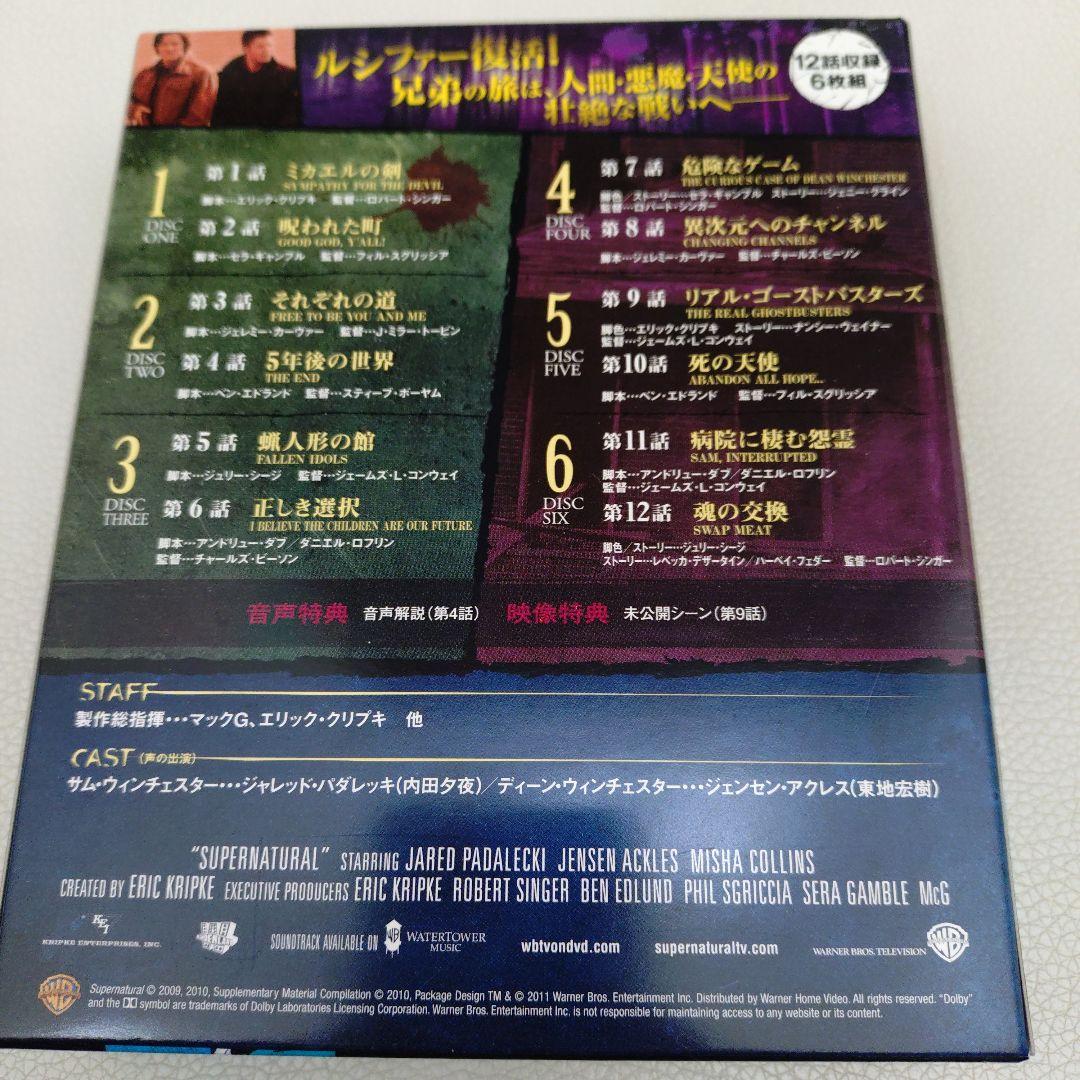 ルシファー復活!
兄弟の旅は、人間・悪魔・天使の
壮絶な戦いへ――
12話収録
6枚組
1
DISC
ONE
第1話 ミカエルの剣
SYMPATHY FOR THE DEVIL
脚本…エリック・クリプキ 監督…ロバート・シンガー
第2話 呪われた町
GOOD GOD, Y'ALL!
脚本…セラ・ギャンブル 監督…フィル・スグリッシア
2
DISC
TWO
第3話 それぞれの道
FREE TO BE YOU AND ME
脚本…ジェレミー・カーヴァー 監督…J・ミラー・トービン
第4話 5年後の世界
THE END
脚本…ベン・エドランド 監督…スティーブ・ボーヤム
3
DISC
THREE
第5話 蝋人形の館
FALLEN IDOLS
脚本…ジュリー・シージ 監督…ジェームズ・L・コンウェイ
第6話 正しき選択
I BELIEVE THE CHILDREN ARE OUR FUTURE
脚本…アンドリュー・ダブ/ダニエル・ロフリン
監督…チャールズ・ビーソン
4
DISC
FOUR
第7話 危険なゲーム
THE CURIOUS CASE OF DEAN WINCHESTER
脚色/ストーリー…セラ・ギャンブル ストーリー…ジェニー・クライン
監督…ロバート・シンガー
第8話 異次元へのチャンネル
CHANGING CHANNELS
脚本…ジェレミー・カーヴァー 監督…チャールズ・ビーソン
5
DISC
FIVE
第9話 リアル・ゴーストバスターズ
THE REAL GHOSTBUSTERS
脚色…エリック・クリプキ ストーリー…ナンシー・ウェイナー
監督…ジェームズ・L・コンウェイ
第10話 死の天使
ABANDON ALL HOPE...
脚本…ベン・エドランド 監督…フィル・スグリッシア
6
DISC
SIX
第11話 病院に棲む怨霊
SAM, INTERRUPTED
脚本…アンドリュー・ダブ/ダニエル・ロフリン
監督…ジェームズ・L・コンウェイ
第12話 魂の交換
SWAP MEAT
脚色/ストーリー…ジュリー・シージ
ストーリー…レベッカ・デザータイン/ハーベイ・フェダー 監督…ロバート・シンガー
音声特典 音声解説(第4話) 映像特典 未公開シーン(第9話)
STAFF
製作総指揮・・・マックG、エリック・クリプキ 他
CAST(声の出演)
サム・ウィンチェスター・・・ジャレッド・パダレッキ(内田夕夜)/ディーン・ウィンチェスター・・・ジェンセン・アクレス(東地宏樹)
"SUPERNATURAL" STARRING JARED PADALECKI JENSEN ACKLES MISHA COLLINS
CREATED BY ERIC KRIPKE EXECUTIVE PRODUCERS ERIC KRIPKE ROBERT SINGER BEN EDLUND PHIL SGRICCIA SERA GAMBLE McG
KEI
KRIPKE ENTERPRISES, INC.
SOUNDTRACK AVAILABLE ON WATERTOWER
MUSIC
wbtvondvd.com
supernaturaltv.com
WARNER BROS. TELEVISION
Supernatural © 2009, 2010, Supplementary Material Compilation © 2010, Package Design TM & © 2011 Warner Bros. Entertainment Inc. Distributed by Warner Home Video. All rights reserved. "Dolby"
and the DD symbol are trademarks of Dolby Laboratories Licensing Corporation. Warner Bros. Entertainment Inc. is not responsible for maintaining access to any website or its content.